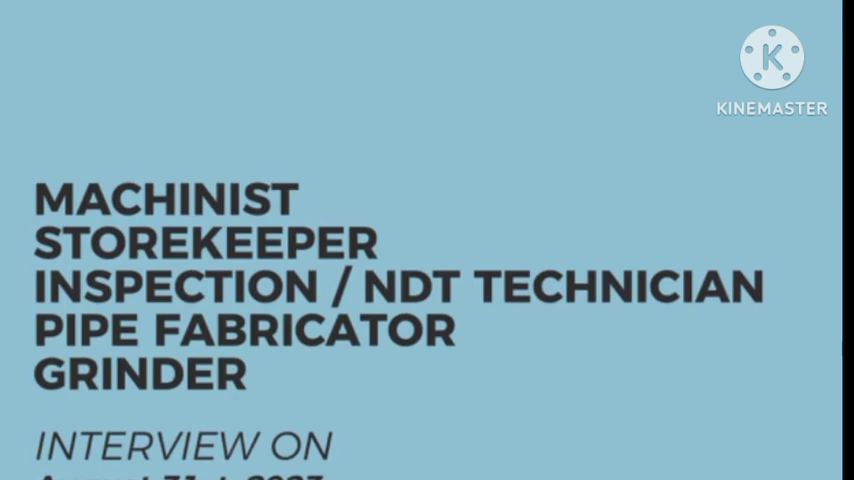 KINEMASTER
MACHINIST
STOREKEEPER
INSPECTION / NDT TECHNICIAN
PIPE FABRICATOR
GRINDER
INTERVIEW ON